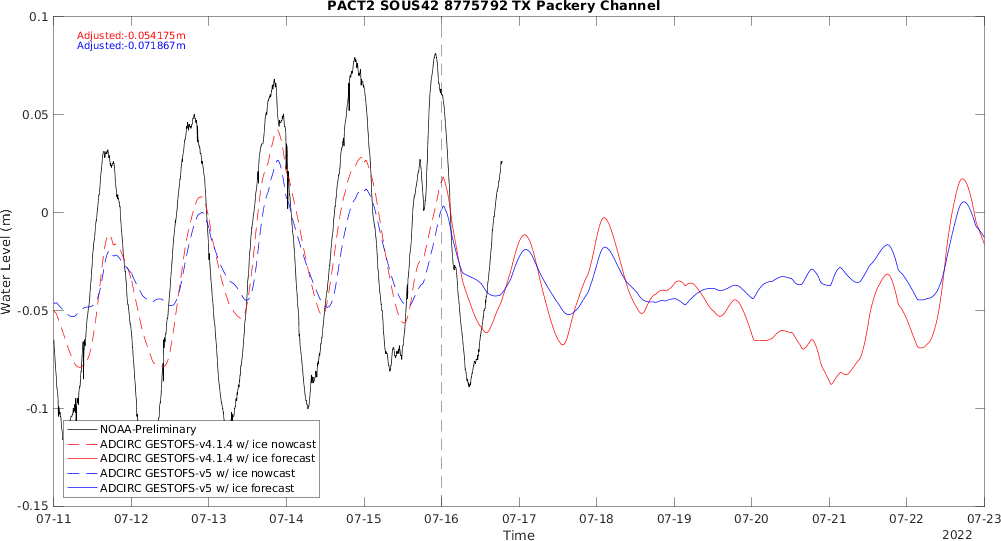 PACT2 SOUS42 8775792 TX Packery Channel
Adjusted:-0.054175m
Adjusted:-0.071867m
0.1
0.05
0
-0.05
-0.1
-0.15
Water Level (m)
NOAA-Preliminary
ADCIRC GESTOFS-v4.1.4 w/ ice nowcast
ADCIRC GESTOFS-v4.1.4 w/ ice forecast
ADCIRC GESTOFS-v5 w/ ice nowcast
ADCIRC GESTOFS-v5 w/ ice forecast
07-11 07-12 07-13 07-14 07-15 07-16 07-17 07-18 07-19 07-20 07-21 07-22 07-23
Time
2022